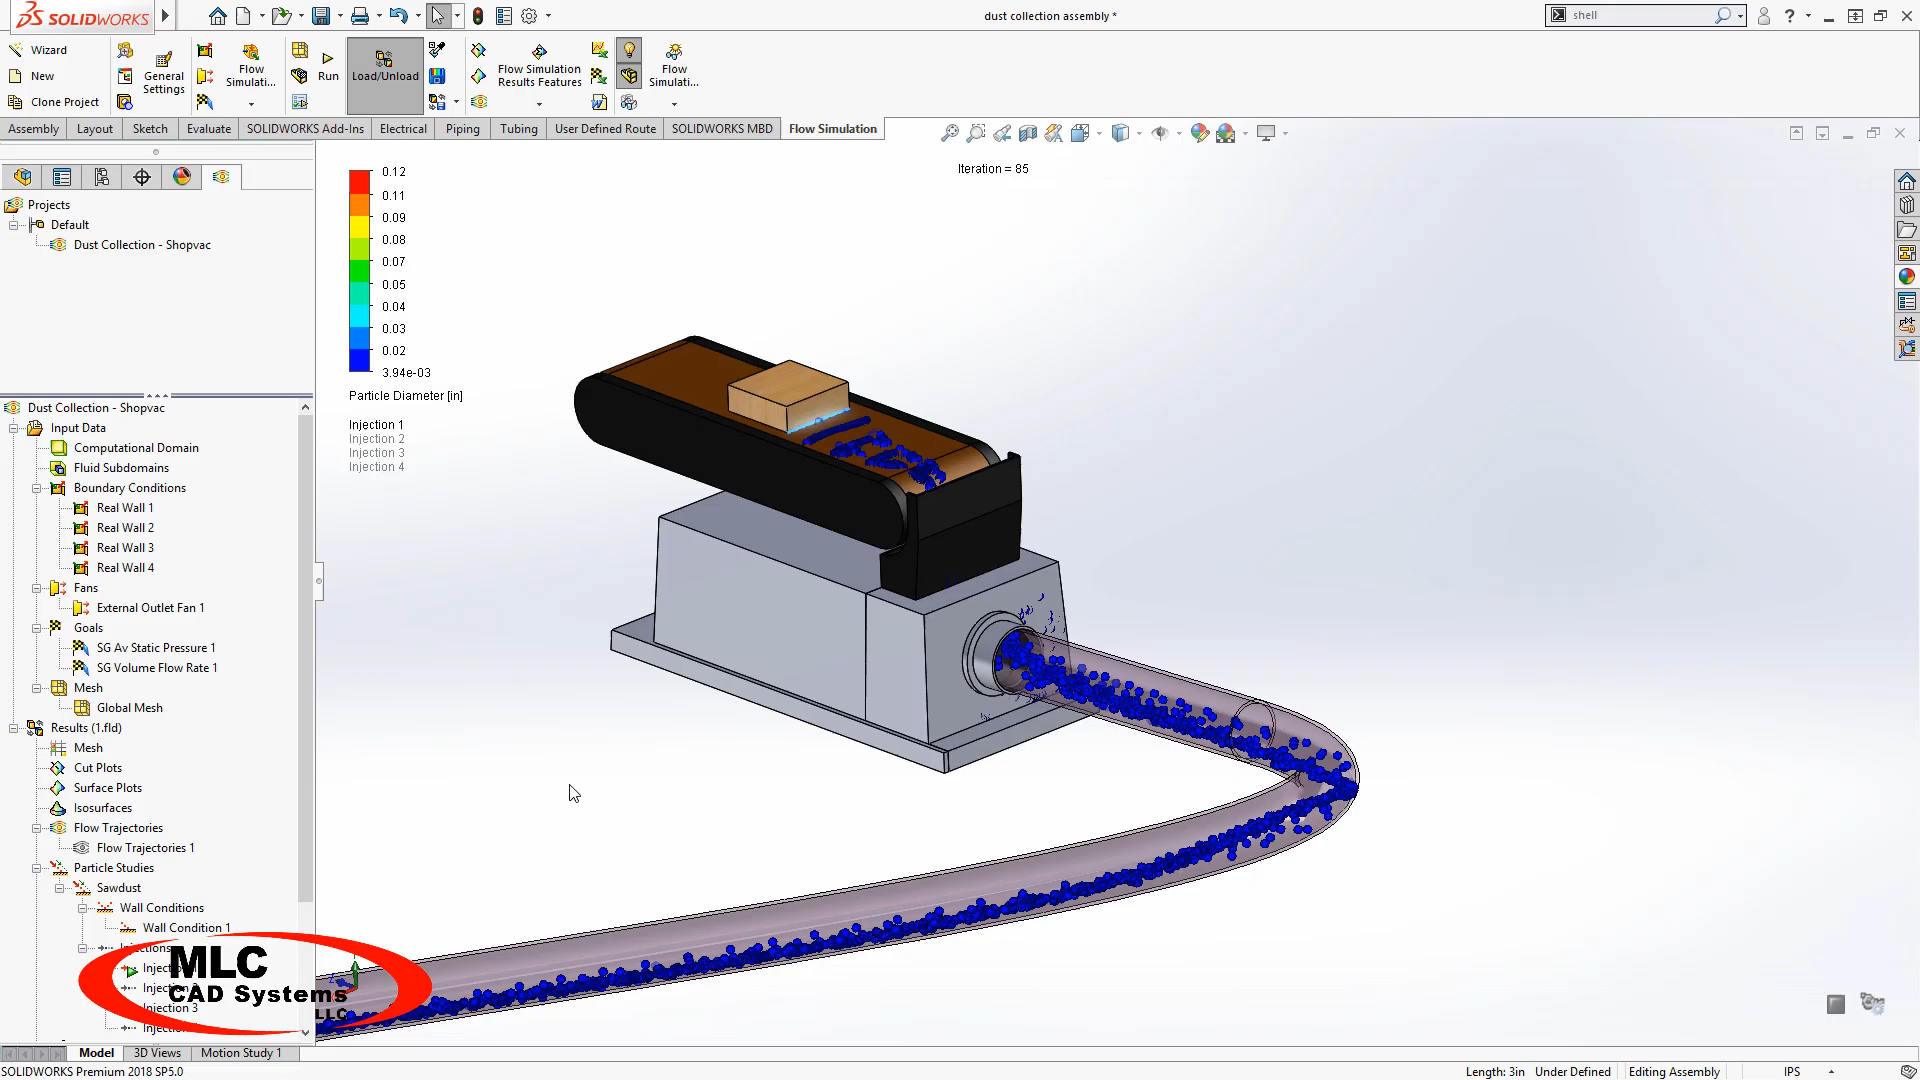 SOLIDWORKS
dust collection assembly *
shell
Wizard
New
Clone Project
General Settings
Flow Simulati...
Run
Load/Unload
Flow Simulation Results Features
Flow Simulati...
Assembly
Layout
Sketch
Evaluate
SOLIDWORKS Add-Ins
Electrical
Piping
Tubing
User Defined Route
SOLIDWORKS MBD
Flow Simulation
Projects
Default
Dust Collection - Shopvac
Dust Collection - Shopvac
Input Data
Computational Domain
Fluid Subdomains
Boundary Conditions
Real Wall 1
Real Wall 2
Real Wall 3
Real Wall 4
Fans
External Outlet Fan 1
Goals
SG Av Static Pressure 1
SG Volume Flow Rate 1
Mesh
Global Mesh
Results (1.fld)
Mesh
Cut Plots
Surface Plots
Isosurfaces
Flow Trajectories
Flow Trajectories 1
Particle Studies
Sawdust
Wall Conditions
Wall Condition 1
Injection 3
MLC
CAD Systems
LLC
Iteration = 85
0.12
0.11
0.09
0.08
0.07
0.05
0.04
0.03
0.02
3.94e-03
Particle Diameter [in]
Injection 1
Injection 2
Injection 3
Injection 4
Model
3D Views
Motion Study 1
SOLIDWORKS Premium 2018 SP5.0
Length: 3in
Under Defined
Editing Assembly
IPS